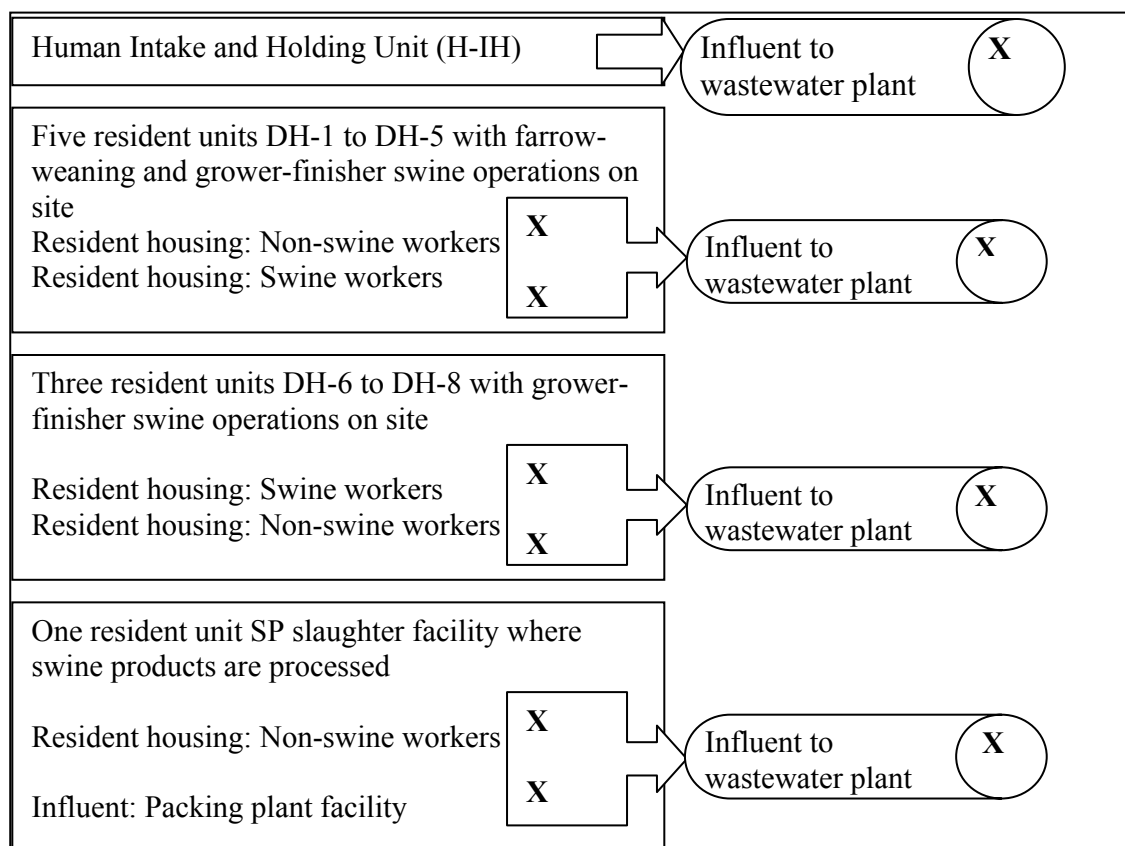 Human Intake and Holding Unit (H-IH)
Influent to
wastewater plant
X
Five resident units DH-1 to DH-5 with farrow-
weaning and grower-finisher swine operations on
site
Resident housing: Non-swine workers
Resident housing: Swine workers
X
X
Influent to
wastewater plant
X
Three resident units DH-6 to DH-8 with grower-
finisher swine operations on site
Resident housing: Swine workers
Resident housing: Non-swine workers
X
X
Influent to
wastewater plant
X
One resident unit SP slaughter facility where
swine products are processed
Resident housing: Non-swine workers
Influent: Packing plant facility
X
X
Influent to
wastewater plant
X